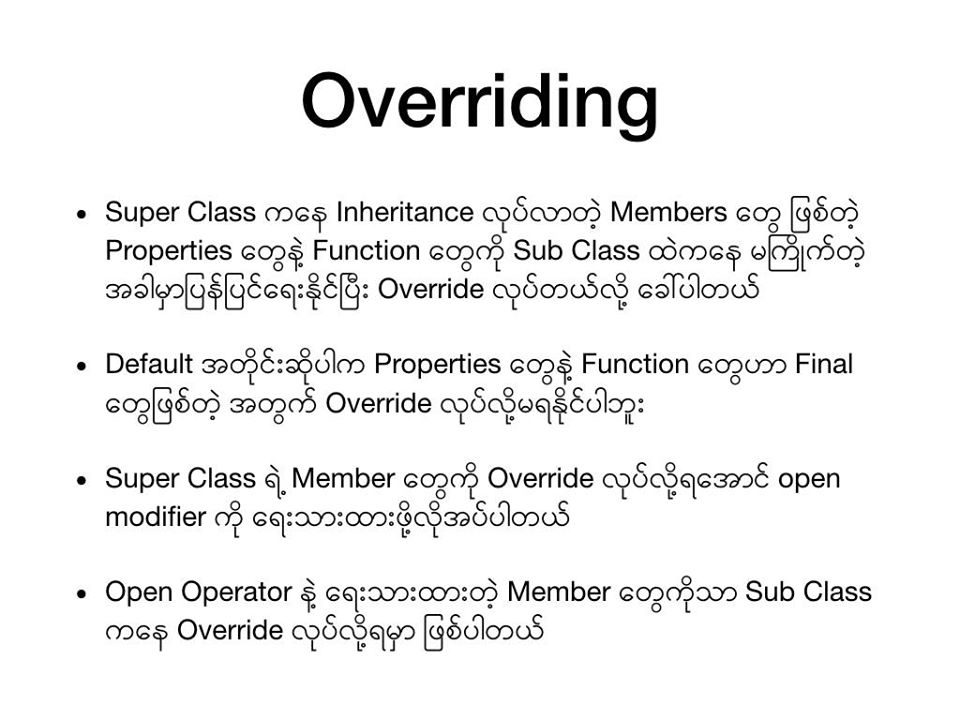 Overriding
• Super Class ကနေ Inheritance လုပ်လာတဲ့ Members တွေ ဖြစ်တဲ့
Properties တွေနဲ့ Function တွေကို Sub Class ထဲကနေ မကြိုက်တဲ့
အခါမှာပြန်ပြင်ရေးနိုင်ပြီး Override လုပ်တယ်လို့ ခေါ်ပါတယ်
• Default အတိုင်းဆိုပါက Properties တွေနဲ့ Function တွေဟာ Final
တွေဖြစ်တဲ့ အတွက် Override လုပ်လို့မရနိုင်ပါဘူး
• Super Class ရဲ့ Member တွေကို Override လုပ်လို့ရအောင် open
modifier ကို ရေးသားထားဖို့လိုအပ်ပါတယ်
• Open Operator နဲ့ ရေးသားထားတဲ့ Member တွေကိုသာ Sub Class
ကနေ Override လုပ်လို့ရမှာ ဖြစ်ပါတယ်